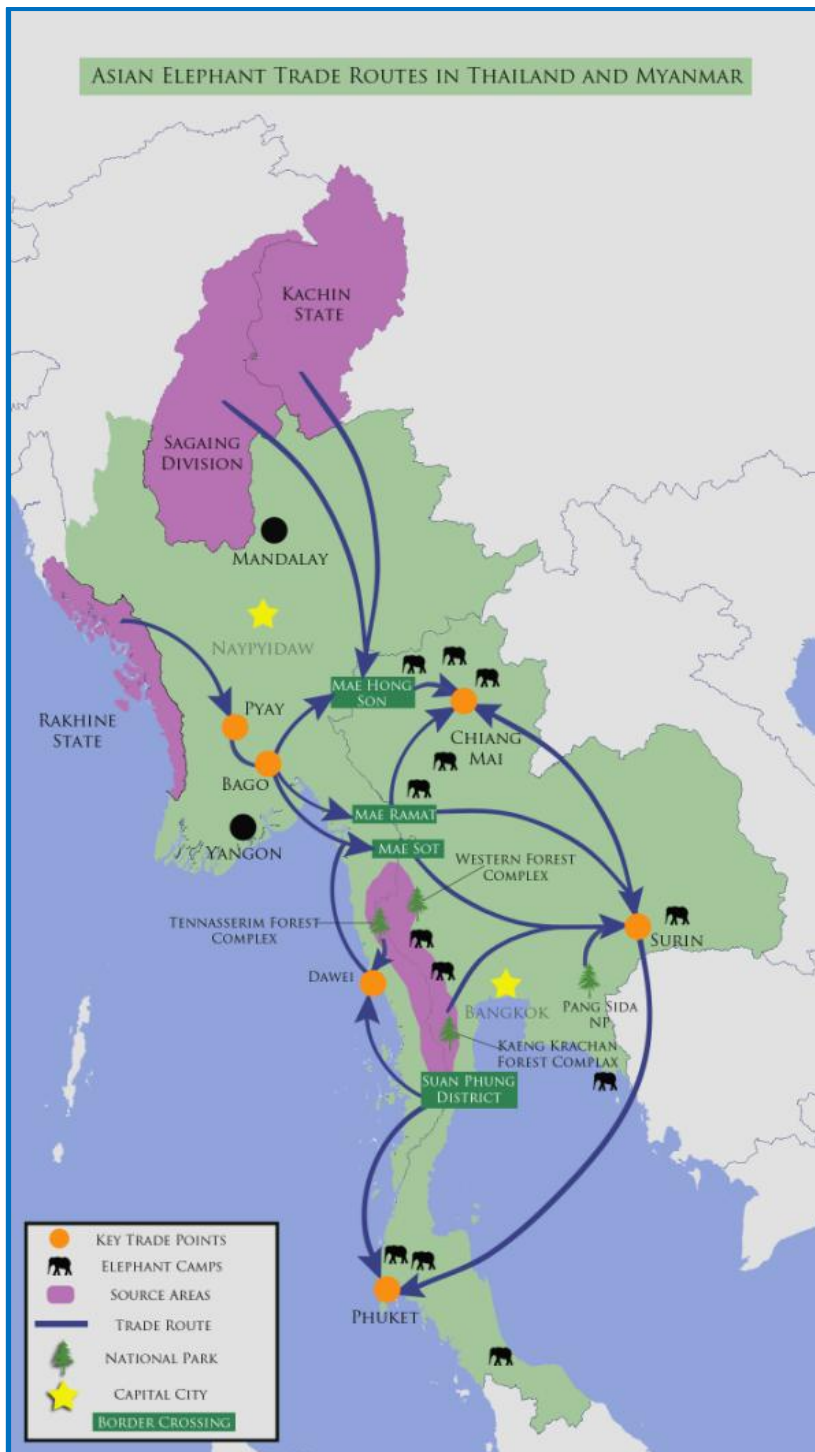 Asian Elephant Trade Routes in Thailand and Myanmar
Kachin
State
Sagaing
Division
Mandalay
Naypyidaw
Rakhine
State
Pyay
Bago
Yangon
Mae Hong
Son
Chiang
Mai
Mae Ramat
Mae Sot
Western Forest
Complex
Tennasserim Forest
Complex
Dawei
Surin
Bangkok
Pang Sida
NP
Kaeng Krachan
Forest Complax
Suan Phung
District
Phuket
Key Trade Points
Elephant Camps
Source Areas
Trade Route
National Park
Capital City
Border Crossing